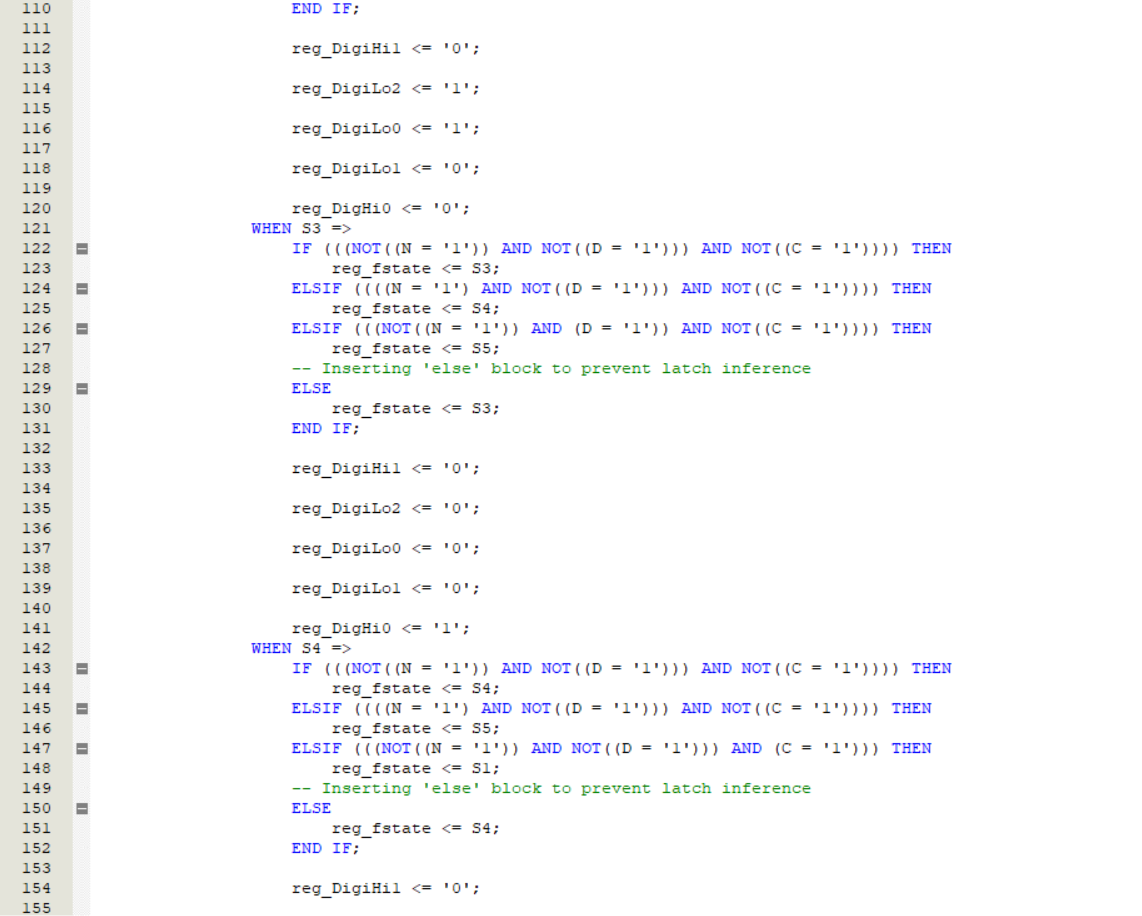 110 END IF;
111
112 reg_DigiHi1 <= '0';
113
114 reg_DigiLo2 <= '1';
115
116 reg_DigiLo0 <= '1';
117
118 reg_DigiLo1 <= '0';
119
120 reg_DigHi0 <= '0';
121 WHEN S3 =>
122 IF (((NOT((N = '1')) AND NOT((D = '1'))) AND NOT((C = '1')))) THEN
123 reg_fstate <= S3;
124 ELSIF ((((N = '1') AND NOT((D = '1'))) AND NOT((C = '1')))) THEN
125 reg_fstate <= S4;
126 ELSIF (((NOT((N = '1')) AND (D = '1')) AND NOT((C = '1')))) THEN
127 reg_fstate <= S5;
128 -- Inserting 'else' block to prevent latch inference
129 ELSE
130 reg_fstate <= S3;
131 END IF;
132
133 reg_DigiHi1 <= '0';
134
135 reg_DigiLo2 <= '0';
136
137 reg_DigiLo0 <= '0';
138
139 reg_DigiLo1 <= '0';
140
141 reg_DigHi0 <= '1';
142 WHEN S4 =>
143 IF (((NOT((N = '1')) AND NOT((D = '1'))) AND NOT((C = '1')))) THEN
144 reg_fstate <= S4;
145 ELSIF ((((N = '1') AND NOT((D = '1'))) AND NOT((C = '1')))) THEN
146 reg_fstate <= S5;
147 ELSIF (((NOT((N = '1')) AND NOT((D = '1'))) AND (C = '1'))) THEN
148 reg_fstate <= S1;
149 -- Inserting 'else' block to prevent latch inference
150 ELSE
151 reg_fstate <= S4;
152 END IF;
153
154 reg_DigiHi1 <= '0';
155